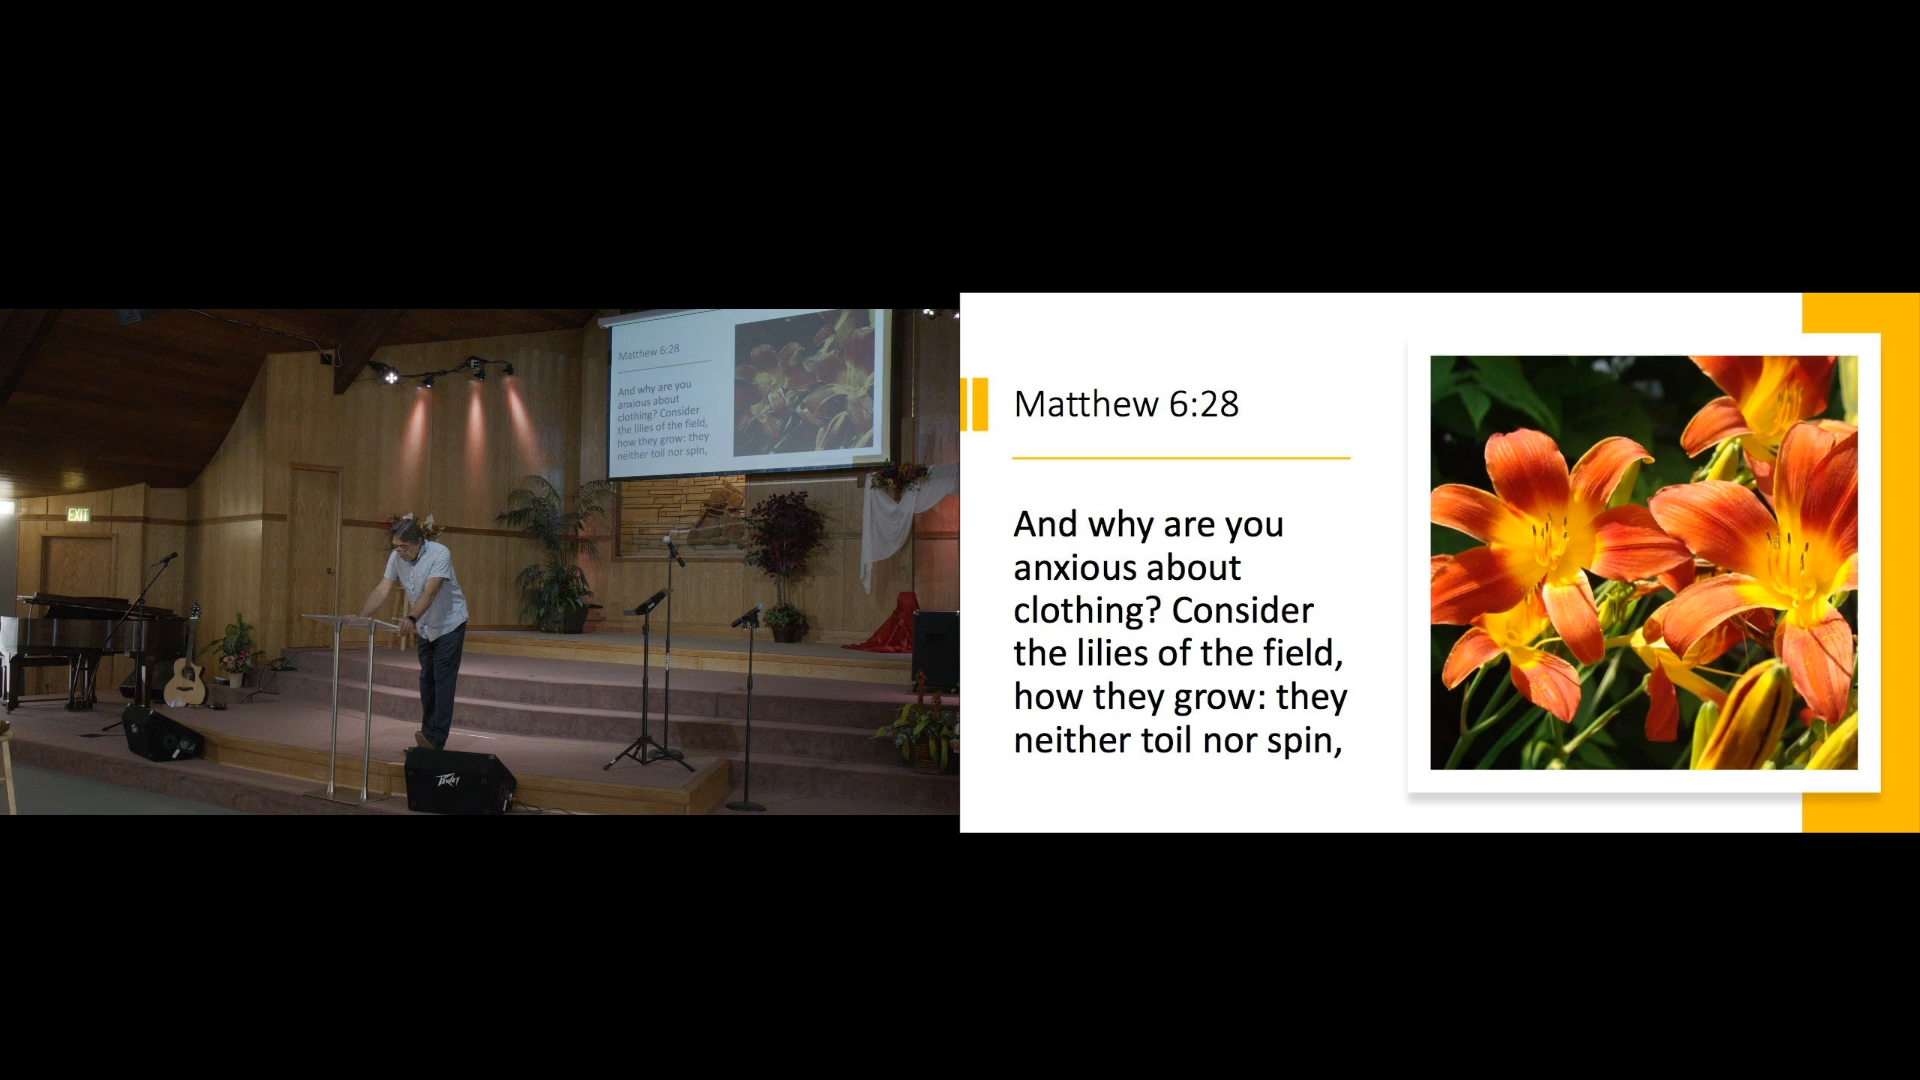 EXIT
Matthew 6:28
And why are you
anxious about
clothing? Consider
the lilies of the field,
how they grow: they
neither toil nor spin,
PEAVEY
Matthew 6:28
And why are you
anxious about
clothing? Consider
the lilies of the field,
how they grow: they
neither toil nor spin,